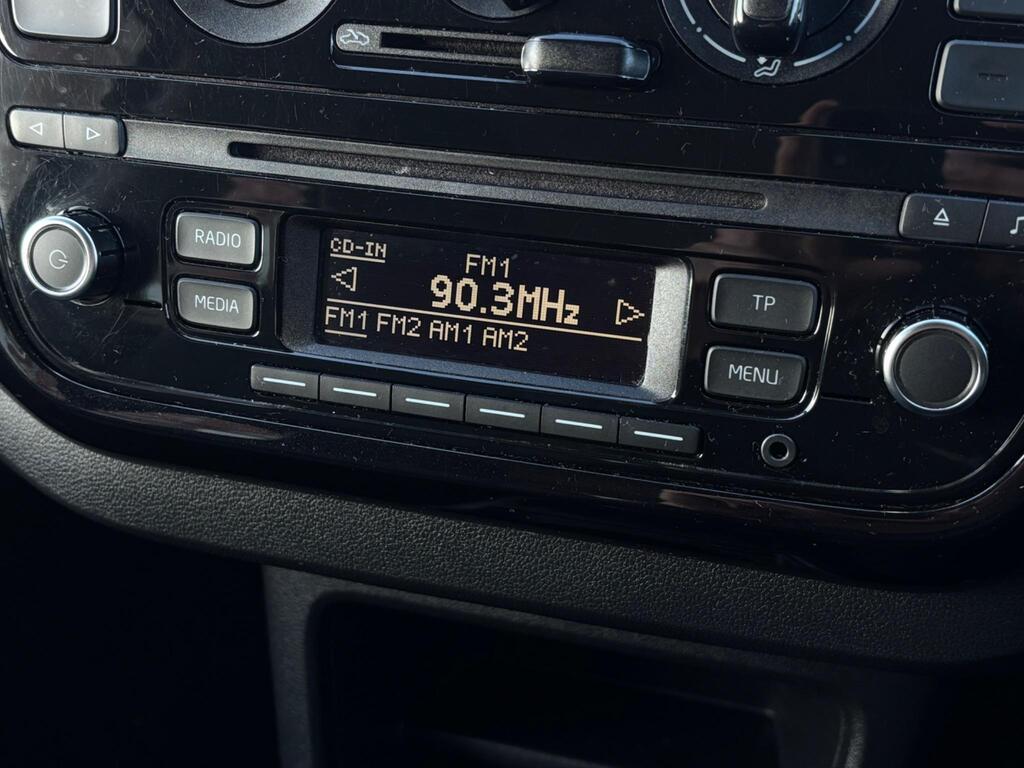 RADIO
MEDIA
CD-IN
FM1
90.3MHz
FM1 FM2 AM1 AM2
TP
MENU